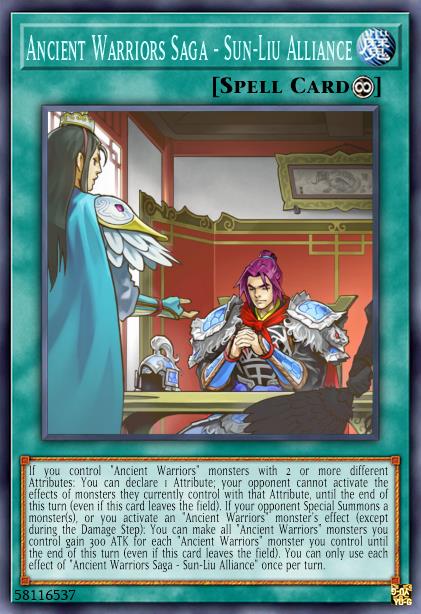 Ancient Warriors Saga - Sun-Liu Alliance 魔
[Spell Card]
If you control "Ancient Warriors" monsters with 2 or more different
Attributes: You can declare 1 Attribute; your opponent cannot activate the
effects of monsters they currently control with that Attribute, until the end of
this turn (even if this card leaves the field). If your opponent Special Summons a
monster(s), or you activate an "Ancient Warriors" monster's effect (except
during the Damage Step): You can make all "Ancient Warriors" monsters you
control gain 300 ATK for each "Ancient Warriors" monster you control until
the end of this turn (even if this card leaves the field). You can only use each
effect of "Ancient Warriors Saga - Sun-Liu Alliance" once per turn.
58116537